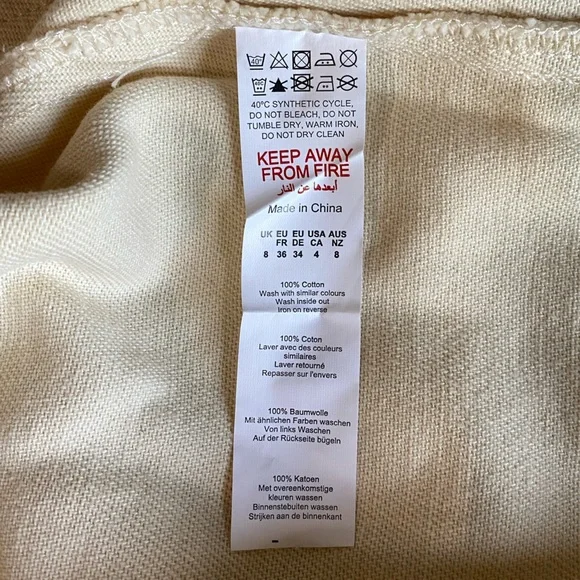 40°C SYNTHETIC CYCLE,
DO NOT BLEACH, DO NOT
TUMBLE DRY, WARM IRON,
DO NOT DRY CLEAN
KEEP AWAY
FROM FIRE
أبعدها عن النار
Made in China
UK EU EU USA AUS
FR DE CA NZ
8 36 34 4 8
100% Cotton
Wash with similar colours
Wash inside out
Iron on reverse
100% Coton
Laver avec des couleurs
similaires
Laver retourné
Repasser sur l'envers
100% Baumwolle
Mit ähnlichen Farben waschen
Von links Waschen
Auf der Rückseite bügeln
100% Katoen
Met overeenkomstige
kleuren wassen
Binnenstebuiten wassen
Strijken aan de binnenkant